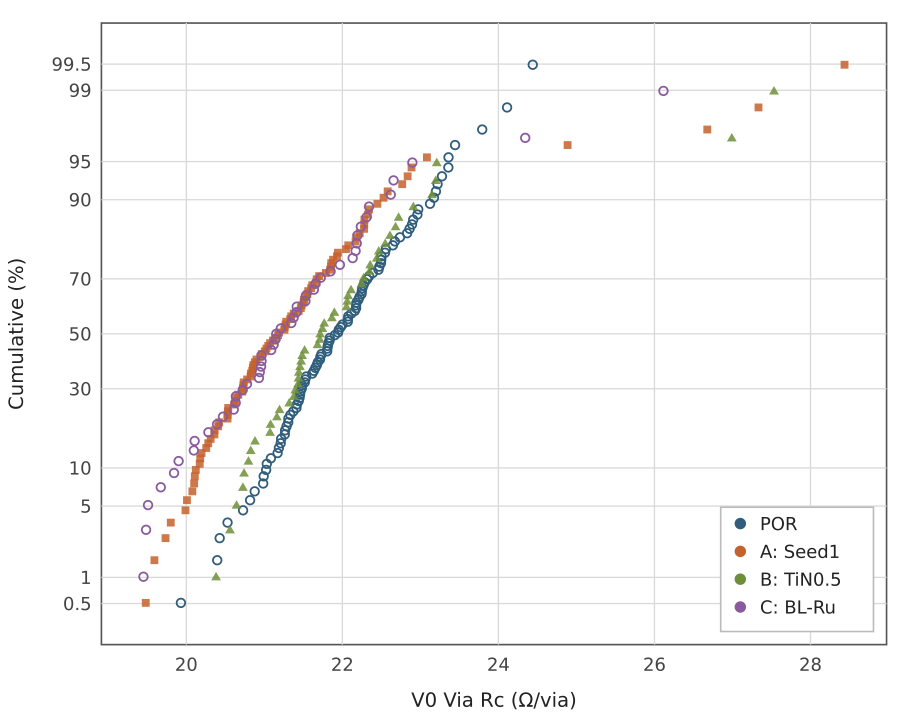 99.5
99
95
90
70
50
30
10
5
1
0.5
Cumulative (%)
20 22 24 26 28
V0 Via Rc (Ω/via)
POR
A: Seed1
B: TiN0.5
C: BL-Ru